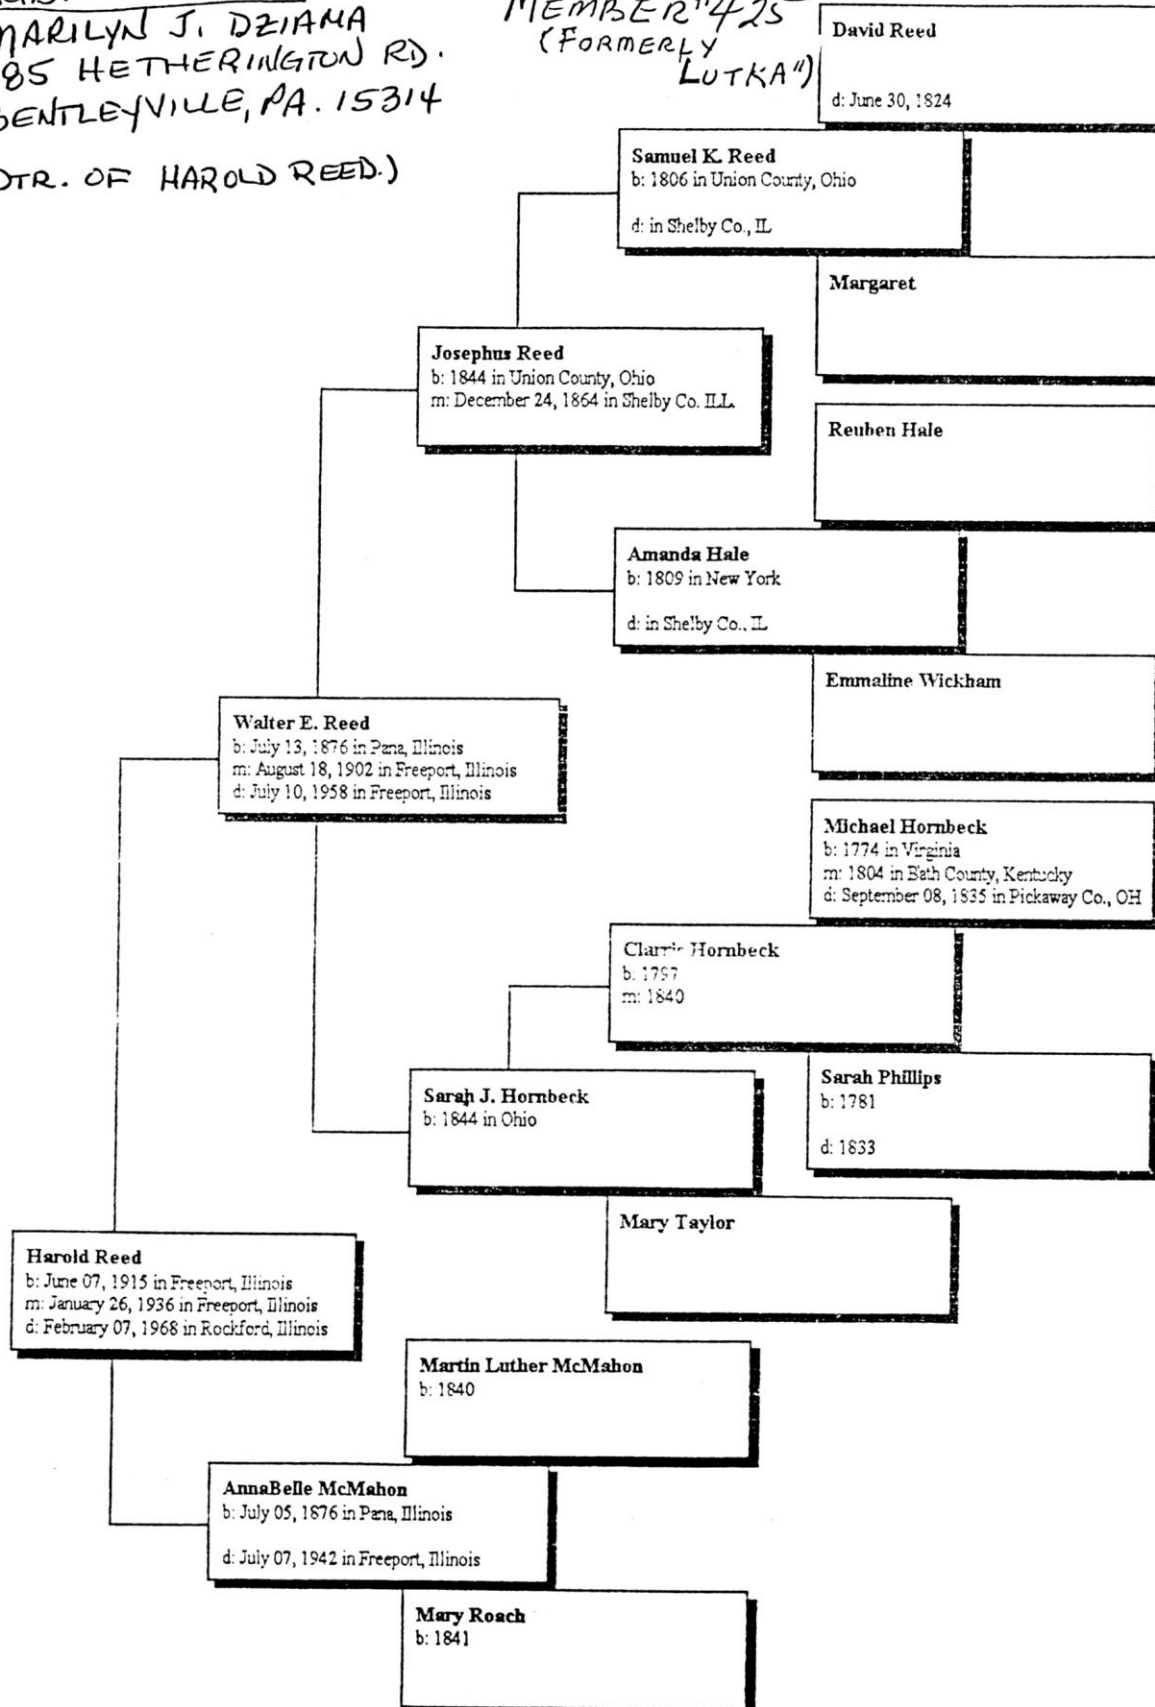 MARILYN J. DZIAMA
85 HETHERINGTON RD.
BENTLEYVILLE, PA. 15314
DTR. OF HAROLD REED.)
MEMBER "425
(FORMERLY
LUTKA")
David Reed
d: June 30, 1824
Samuel K. Reed
b: 1806 in Union County, Ohio
d: in Shelby Co., IL
Margaret
Josephus Reed
b: 1844 in Union County, Ohio
m: December 24, 1864 in Shelby Co. ILL.
Reuben Hale
Amanda Hale
b: 1809 in New York
d: in Shelby Co., IL
Emmaline Wickham
Walter E. Reed
b: July 13, 1876 in Pana, Illinois
m: August 18, 1902 in Freeport, Illinois
d: July 10, 1958 in Freeport, Illinois
Michael Hornbeck
b: 1774 in Virginia
m: 1804 in Bath County, Kentucky
d: September 08, 1835 in Pickaway Co., OH
Hornbeck
b: 1797
m: 1840
Sarah J. Hornbeck
b: 1844 in Ohio
Sarah Phillips
b: 1781
d: 1833
Mary Taylor
Harold Reed
b: June 07, 1915 in Freeport, Illinois
m: January 26, 1936 in Freeport, Illinois
d: February 07, 1968 in Rockford, Illinois
Martin Luther McMahon
b: 1840
AnnaBelle McMahon
b: July 05, 1876 in Pana, Illinois
d: July 07, 1942 in Freeport, Illinois
Mary Roach
b: 1841